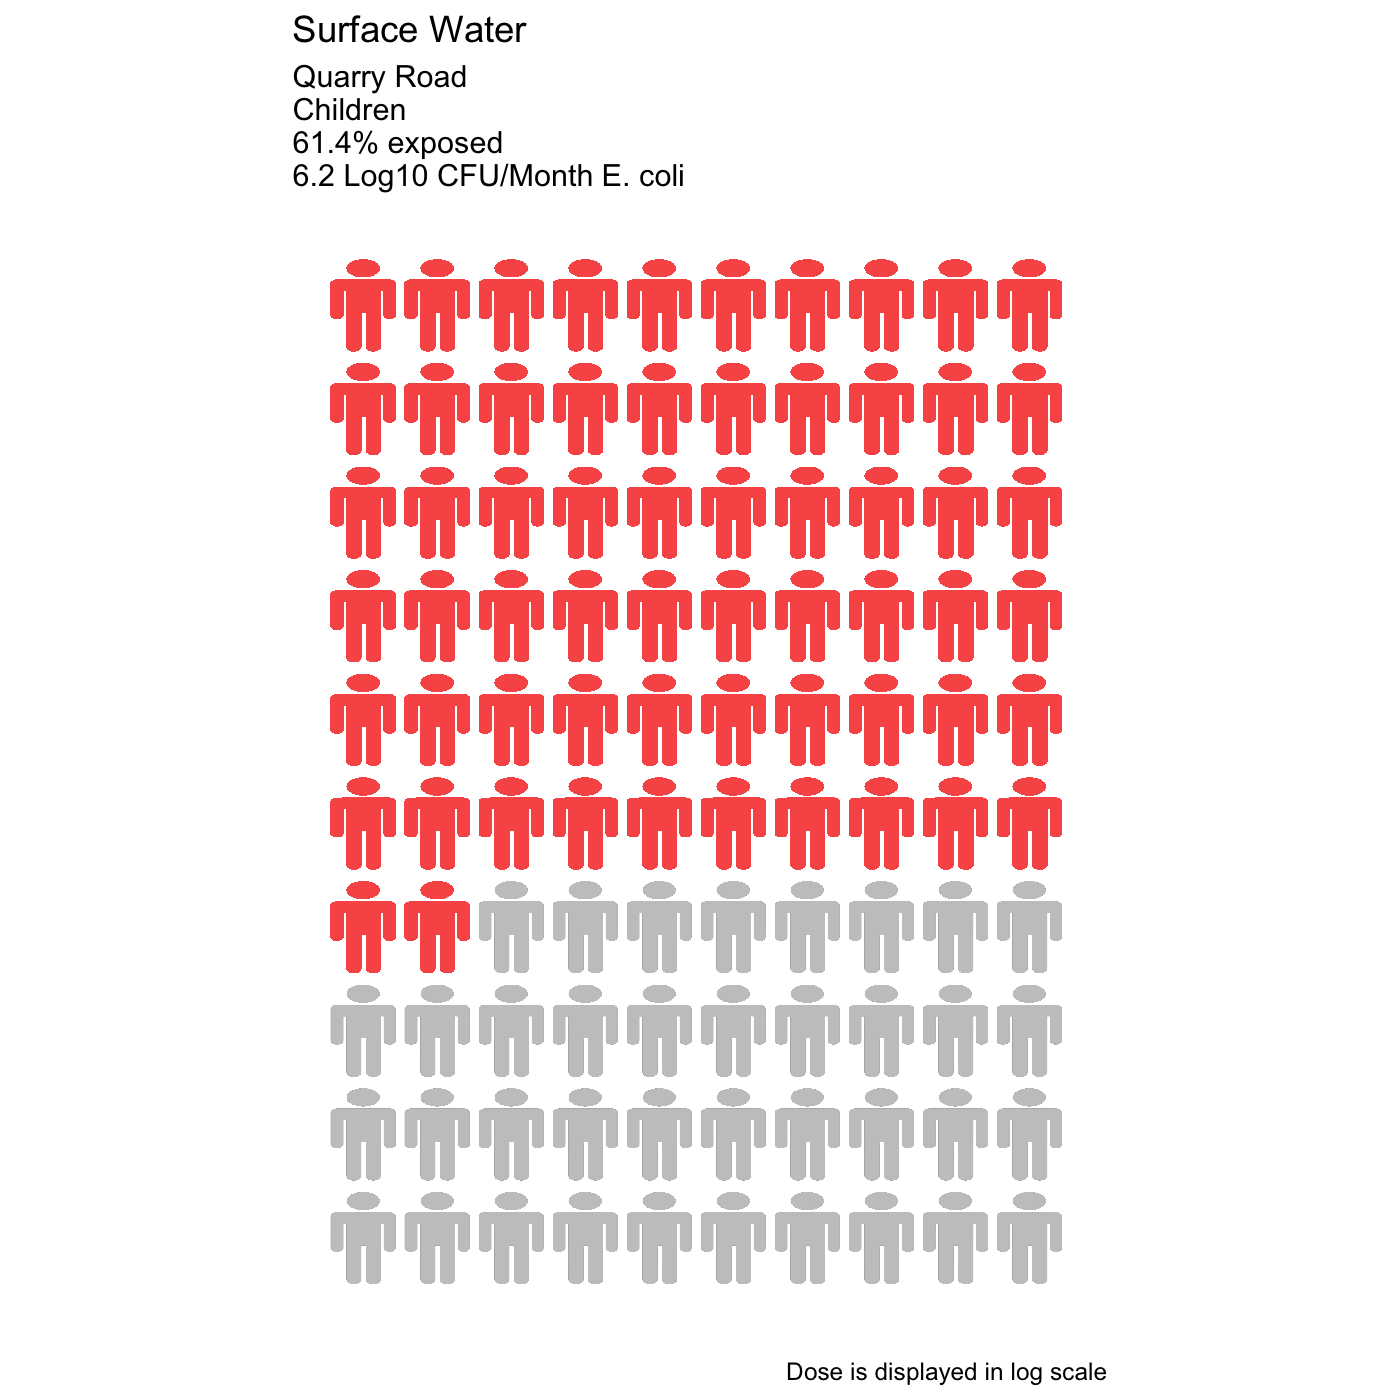 Surface Water
Quarry Road
Children
61.4% exposed
6.2 Log10 CFU/Month E. coli
Dose is displayed in log scale